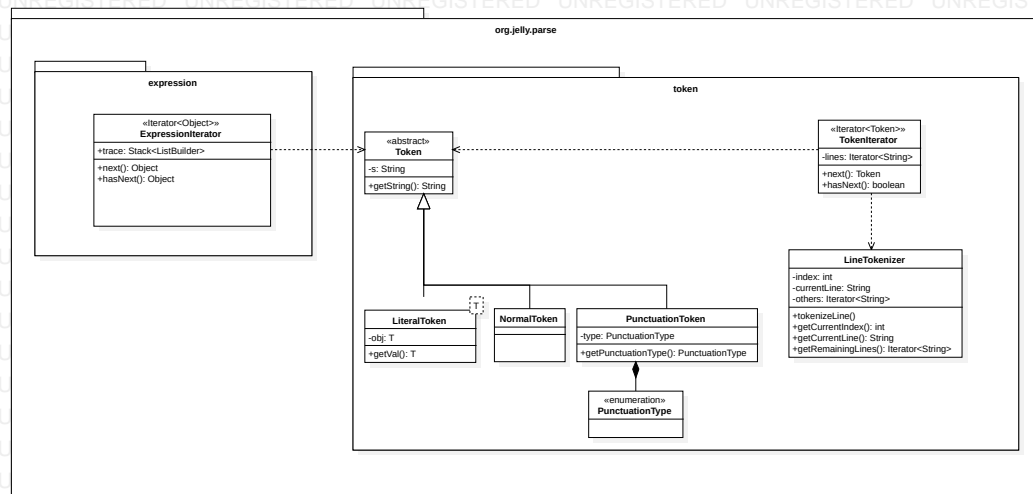 UNREGISTERED UNREGISTERED UNREGISTERED UNREGISTERED UNREGISTERED UNREGIS
org.jelly.parse
expression
«Iterator<Object>»
ExpressionIterator
+trace: Stack<ListBuilder>
+next(): Object
+hasNext(): Object
token
«abstract»
Token
-s: String
+getString(): String
«Iterator<Token>»
TokenIterator
-lines: Iterator<String>
+next(): Token
+hasNext(): boolean
LineTokenizer
-index: int
-currentLine: String
-others: Iterator<String>
+tokenizeLine()
+getCurrentIndex(): int
+getCurrentLine(): String
+getRemainingLines(): Iterator<String>
T
LiteralToken
-obj: T
+getVal(): T
NormalToken
PunctuationToken
-type: PunctuationType
+getPunctuationType(): PunctuationType
«enumeration»
PunctuationType